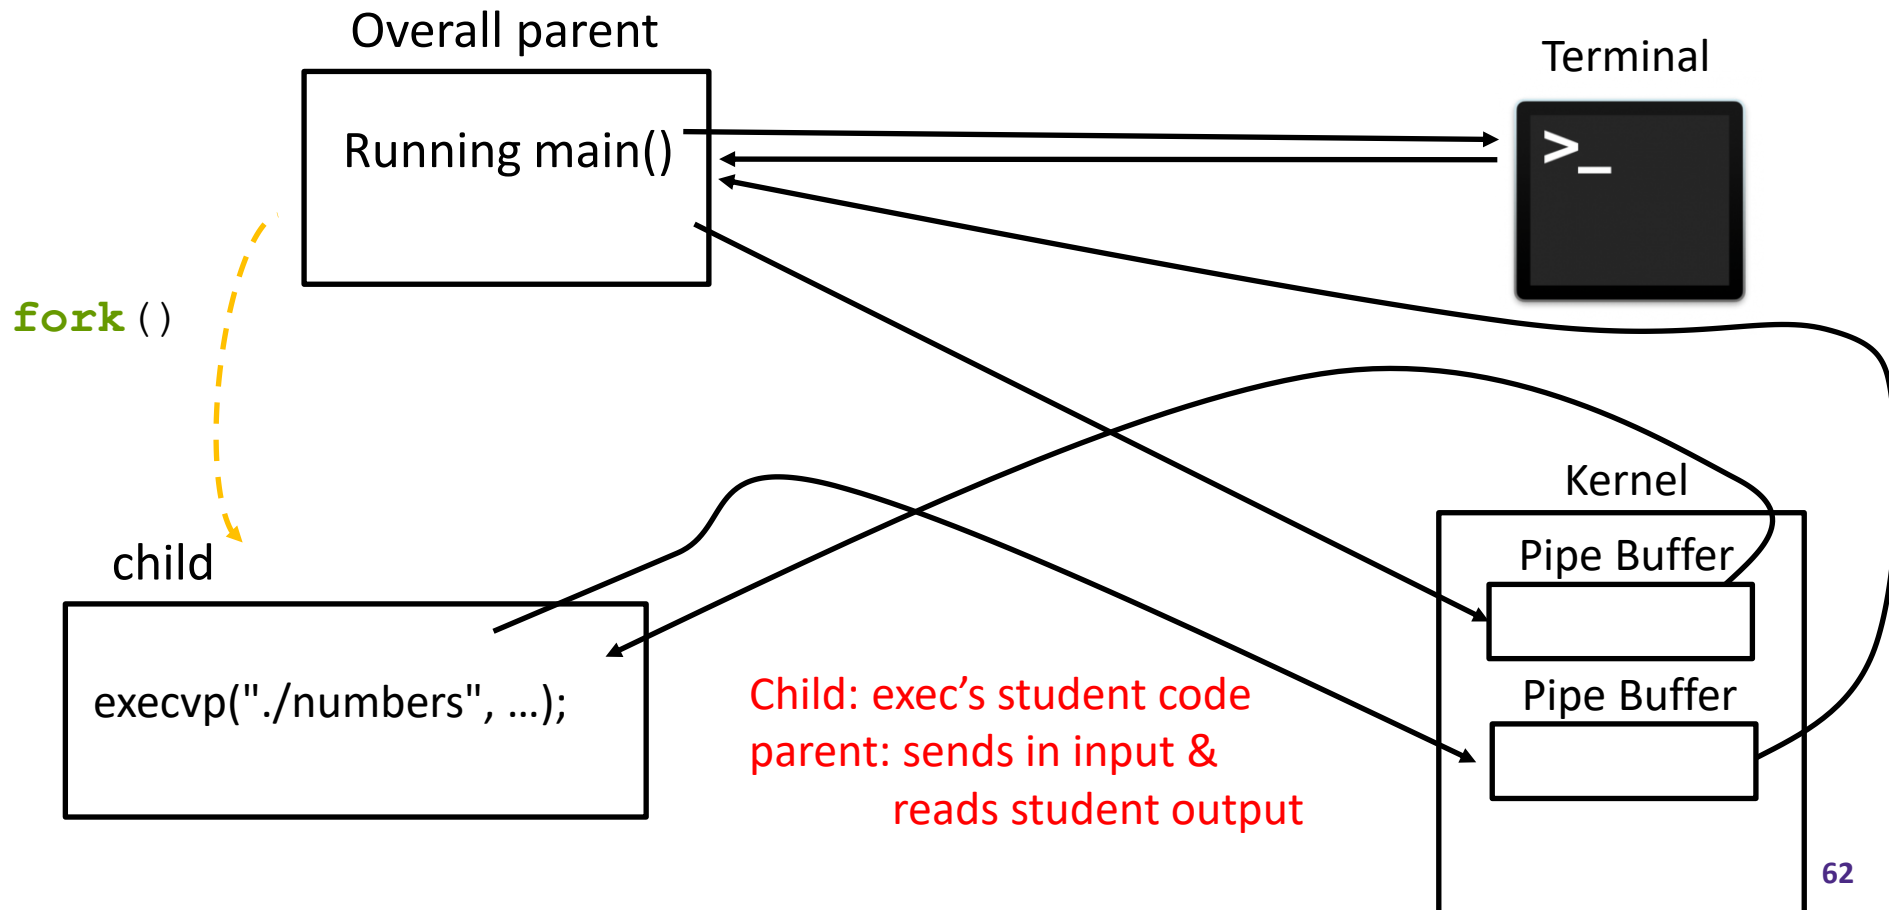 Overall parent
Terminal
Running main()
>_
fork()
Kernel
Pipe Buffer
child
execvp("./numbers", …);
Child: exec’s student code
Pipe Buffer
parent: sends in input &
reads student output
62